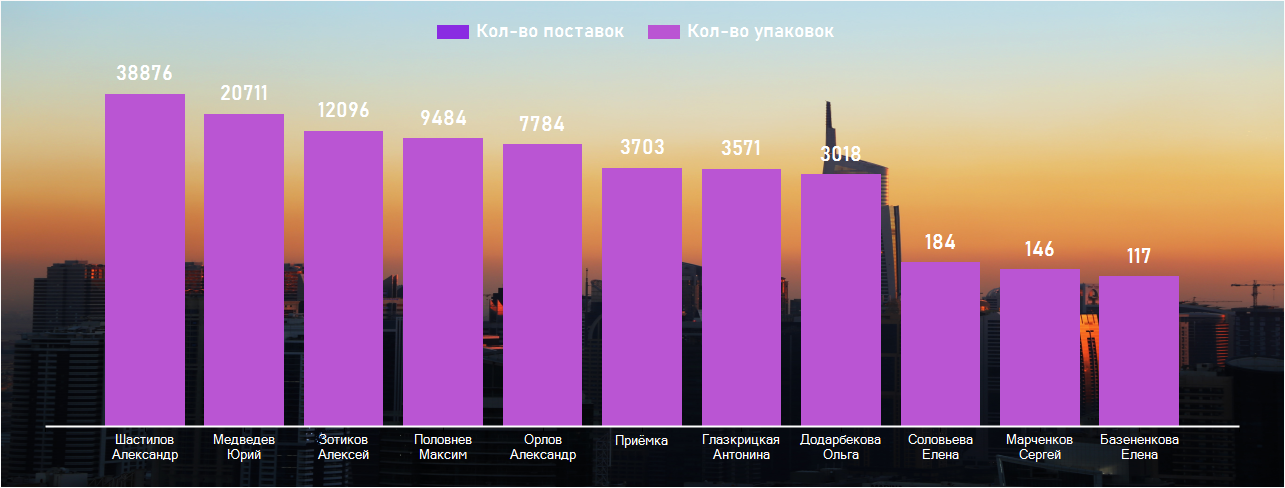 Кол-во поставок Кол-во упаковок
38876
20711
12096
9484
7784
3703
3571
3018
184
146
117
Шастилов
Александр
Медведев
Юрий
Зотиков
Алексей
Половнев
Максим
Орлов
Александр
Приёмка
Глазкрицкая
Антонина
Додарбекова
Ольга
Соловьева
Елена
Марченков
Сергей
Базененкова
Елена